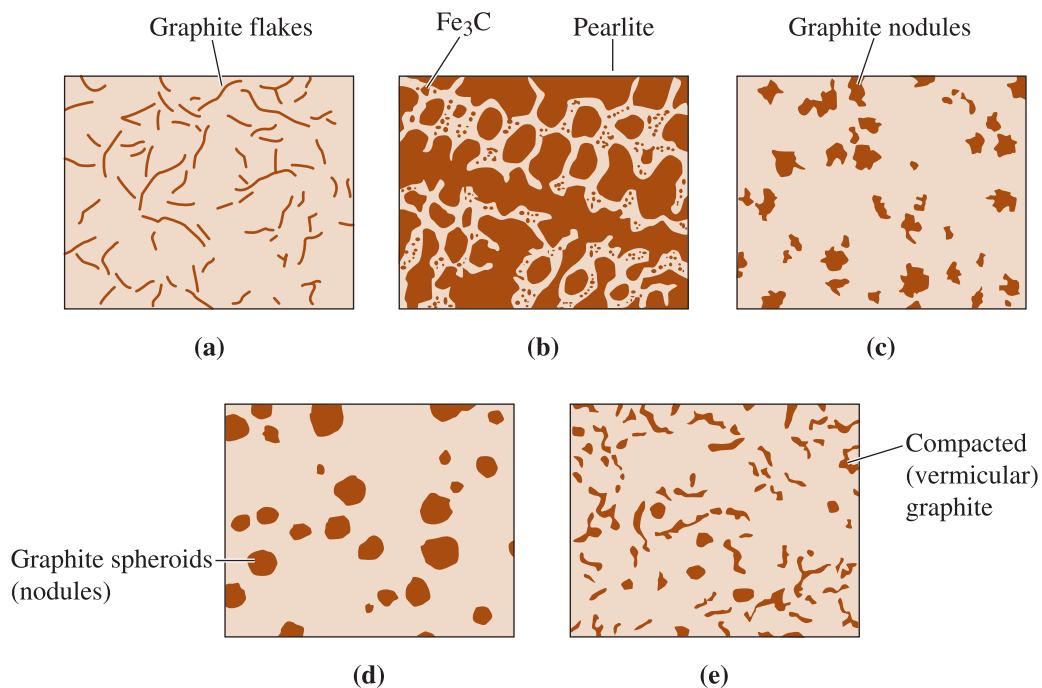 Graphite flakes
Fe₃C
Pearlite
Graphite nodules
(a)
(b)
(c)
Compacted
(vermicular)
graphite
Graphite spheroids
(nodules)
(d)
(e)